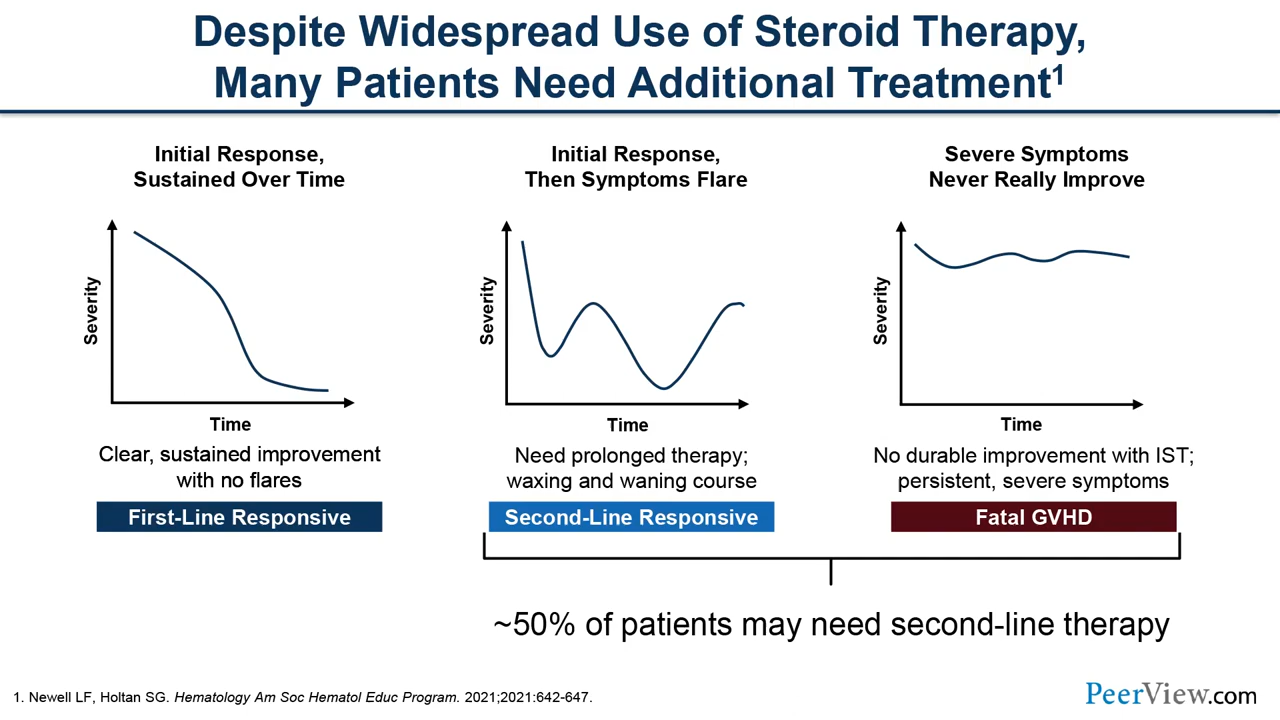 Despite Widespread Use of Steroid Therapy,
Many Patients Need Additional Treatment¹
Initial Response,
Sustained Over Time
Severity
Time
Clear, sustained improvement
with no flares
First-Line Responsive
Initial Response,
Then Symptoms Flare
Severity
Time
Need prolonged therapy;
waxing and waning course
Second-Line Responsive
Severe Symptoms
Never Really Improve
Severity
Time
No durable improvement with IST;
persistent, severe symptoms
Fatal GVHD
~50% of patients may need second-line therapy
1. Newell LF, Holtan SG. Hematology Am Soc Hematol Educ Program. 2021;2021:642-647.
PeerView.com